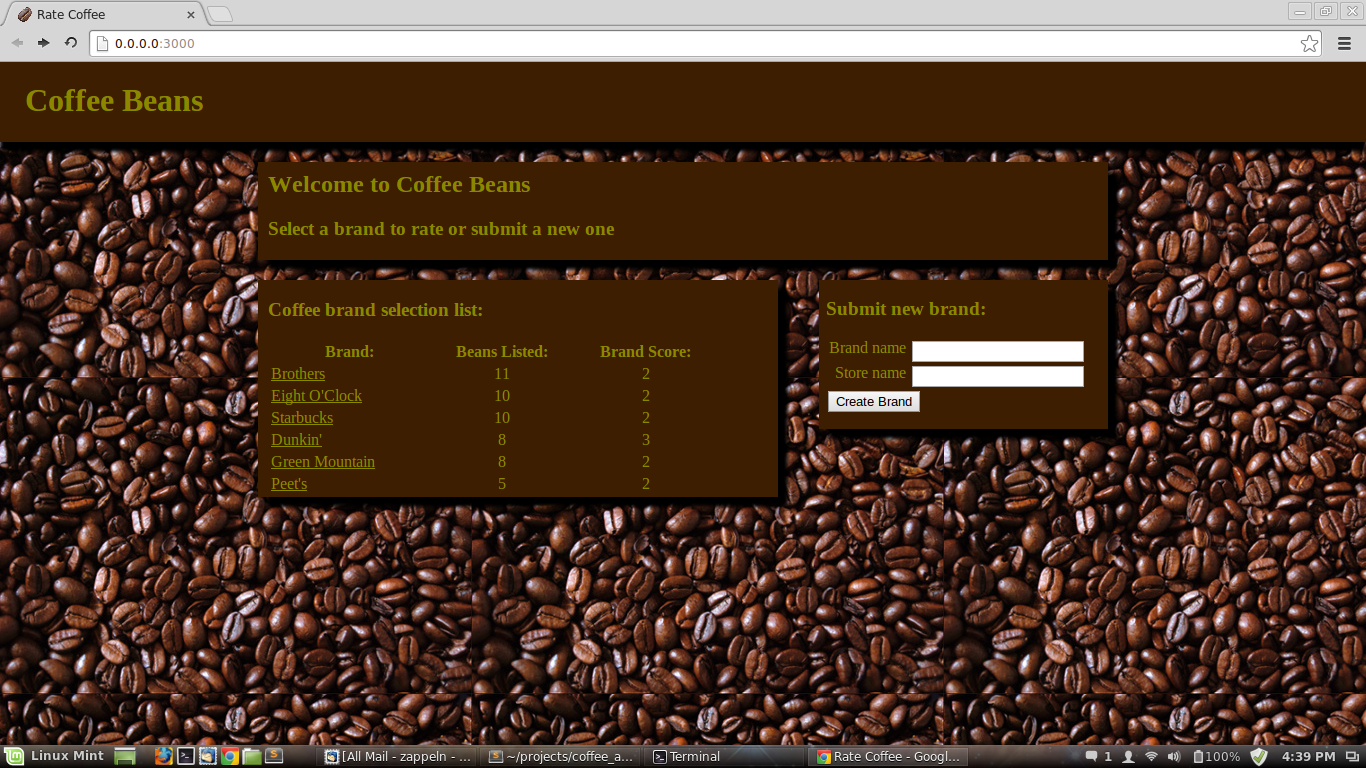 Rate Coffee
0.0.0.0:3000
Coffee Beans
Welcome to Coffee Beans
Select a brand to rate or submit a new one
Coffee brand selection list:
Brand: Beans Listed: Brand Score:
Brothers 11 2
Eight O'Clock 10 2
Starbucks 10 2
Dunkin' 8 3
Green Mountain 8 2
Peet's 5 2
Submit new brand:
Brand name
Store name
Create Brand
Linux Mint [All Mail - zappeln - ... ~/projects/coffee_a... Terminal Rate Coffee - Googl... 1 100% 4:39 PM